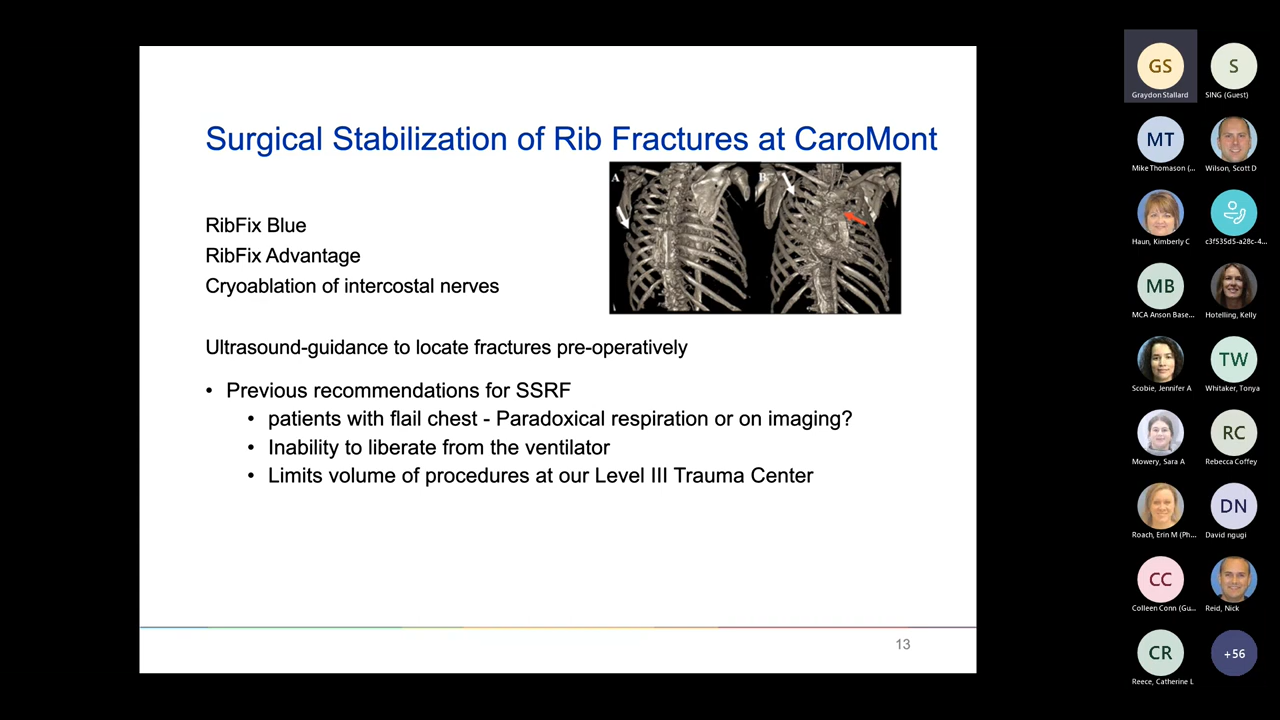 Surgical Stabilization of Rib Fractures at CaroMont
A
B
RibFix Blue
RibFix Advantage
Cryoablation of intercostal nerves
Ultrasound-guidance to locate fractures pre-operatively
• Previous recommendations for SSRF
• patients with flail chest - Paradoxical respiration or on imaging?
• Inability to liberate from the ventilator
• Limits volume of procedures at our Level III Trauma Center
13
GS
Graydon Stallard
S
SING (Guest)
MT
Mike Thomason (...
Wilson, Scott D
Haun, Kimberly C
c3f535d5-a28c-4...
MB
MCA Anson Base...
Hotelling, Kelly
Scobie, Jennifer A
TW
Whitaker, Tonya
Mowery, Sara A
RC
Rebecca Coffey
Roach, Erin M (Ph...
DN
David ngugi
CC
Colleen Conn (Gu...
Reid, Nick
CR
Reece, Catherine L
+56